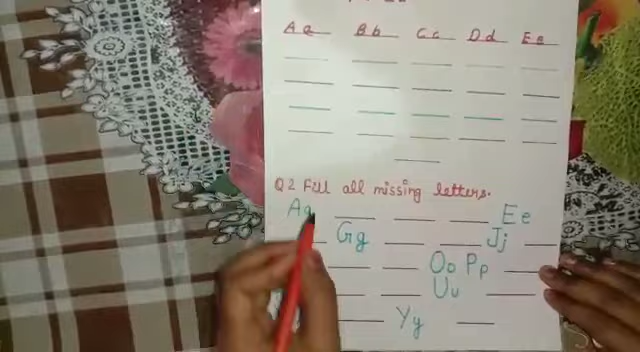 Aa Bb Cc Dd Ee
Q2 Fill all missing letters.
Aa Ee
Gg Jj
Oo Pp
Uu
Yy